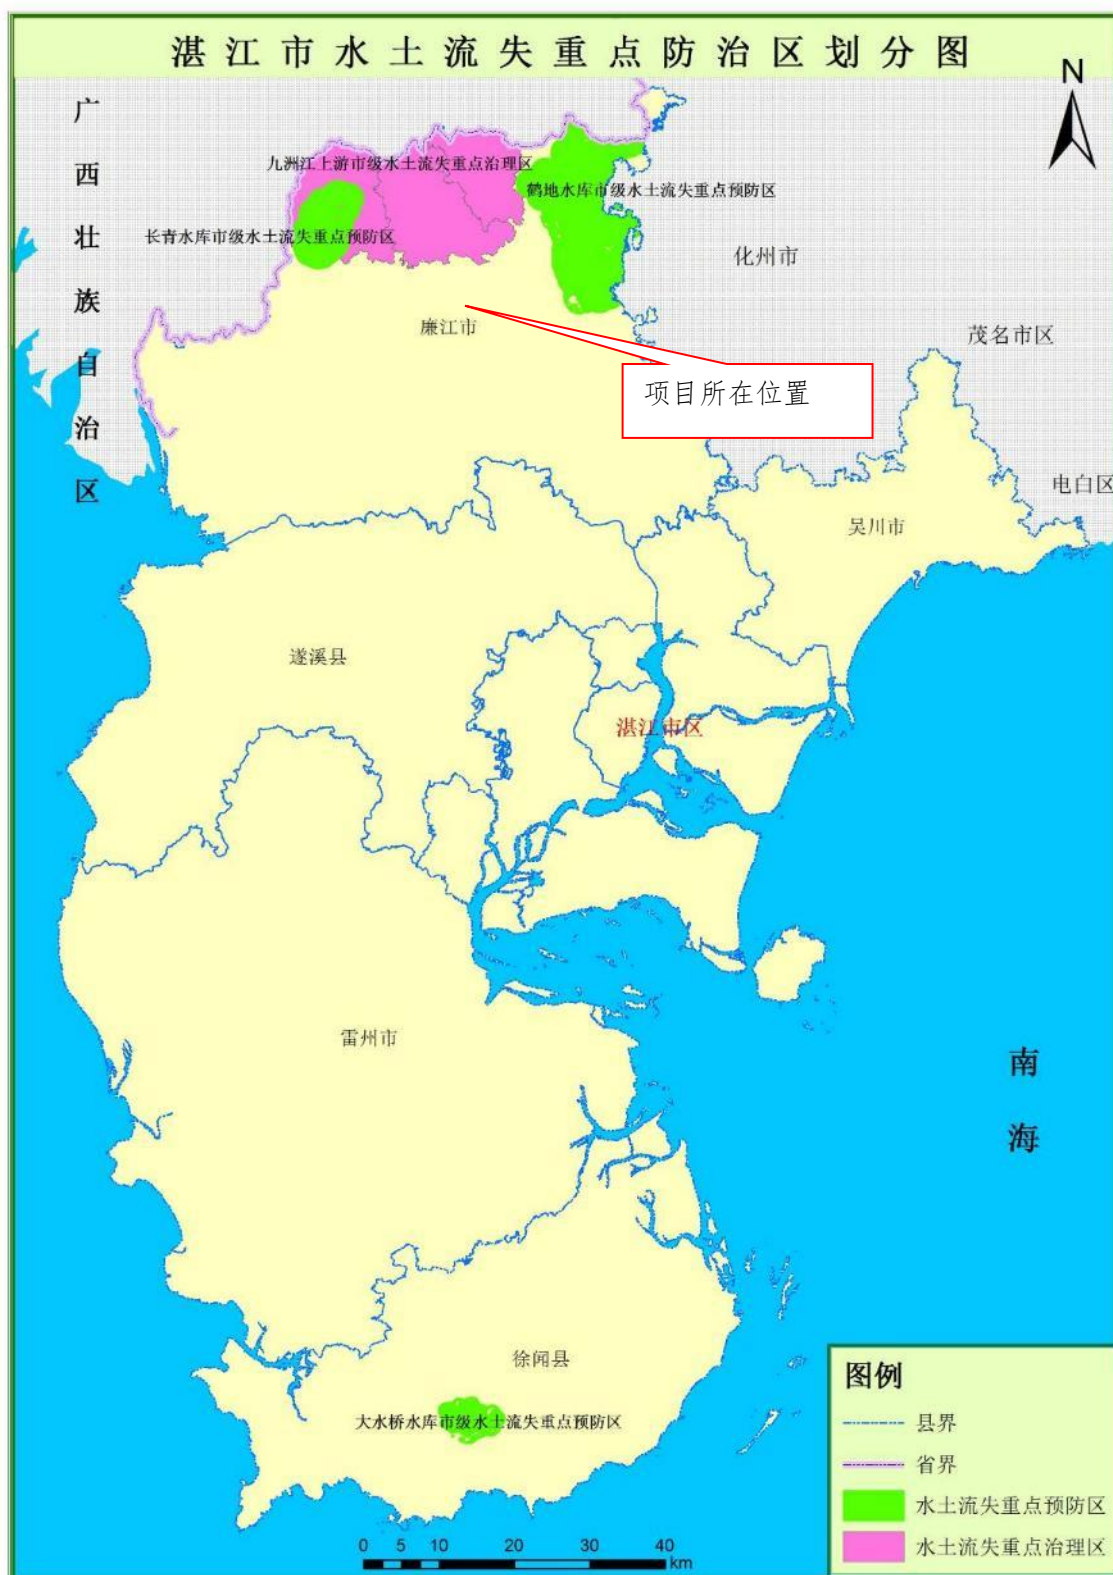 湛江市水土流失重点防治区划分图
N
广西壮族自治区
九洲江上游市级水土流失重点治理区
鹤地水库市级水土流失重点预防区
长青水库市级水土流失重点预防区
化州市
廉江市
茂名市区
项目所在位置
电白区
吴川市
遂溪县
湛江市区
雷州市
南海
徐闻县
大水桥水库市级水土流失重点预防区
图例
县界
省界
水土流失重点预防区
水土流失重点治理区
0 5 10 20 30 40
km